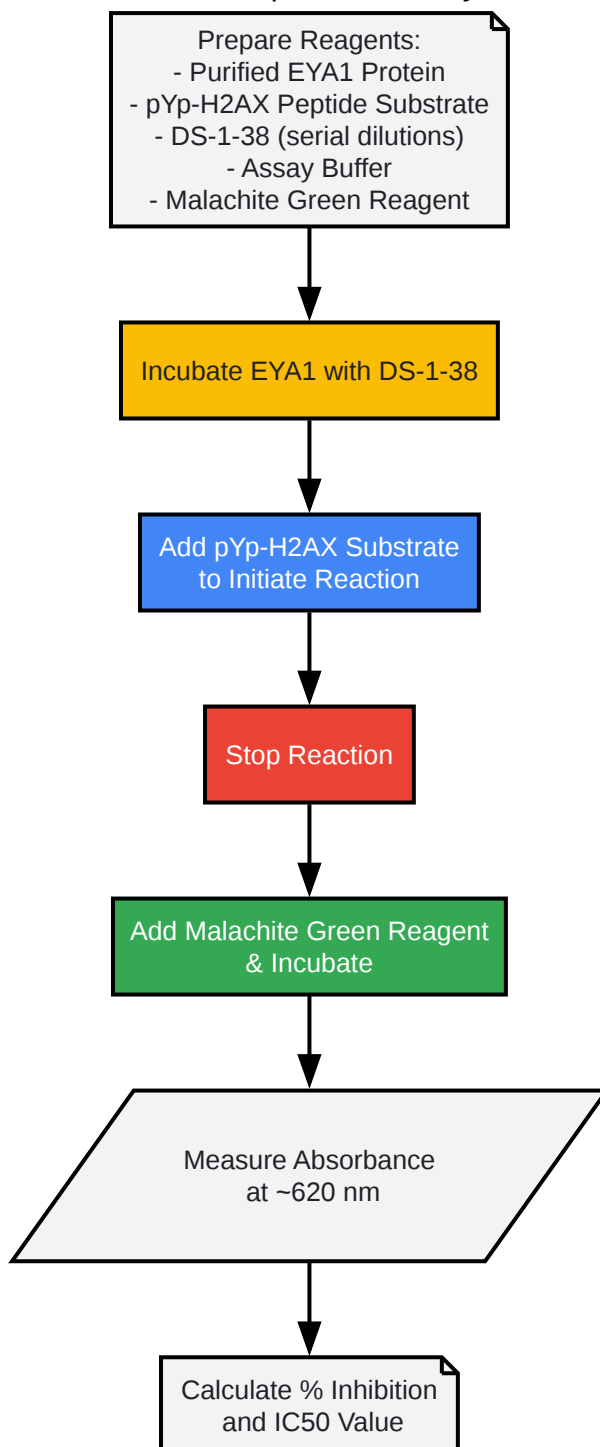 Prepare Reagents:
- Purified EYA1 Protein
- pYp-H2AX Peptide Substrate
- DS-1-38 (serial dilutions)
- Assay Buffer
- Malachite Green Reagent
Incubate EYA1 with DS-1-38
Add pYp-H2AX Substrate
to Initiate Reaction
Stop Reaction
Add Malachite Green Reagent
& Incubate
Measure Absorbance
at ~620 nm
Calculate % Inhibition
and IC50 Value